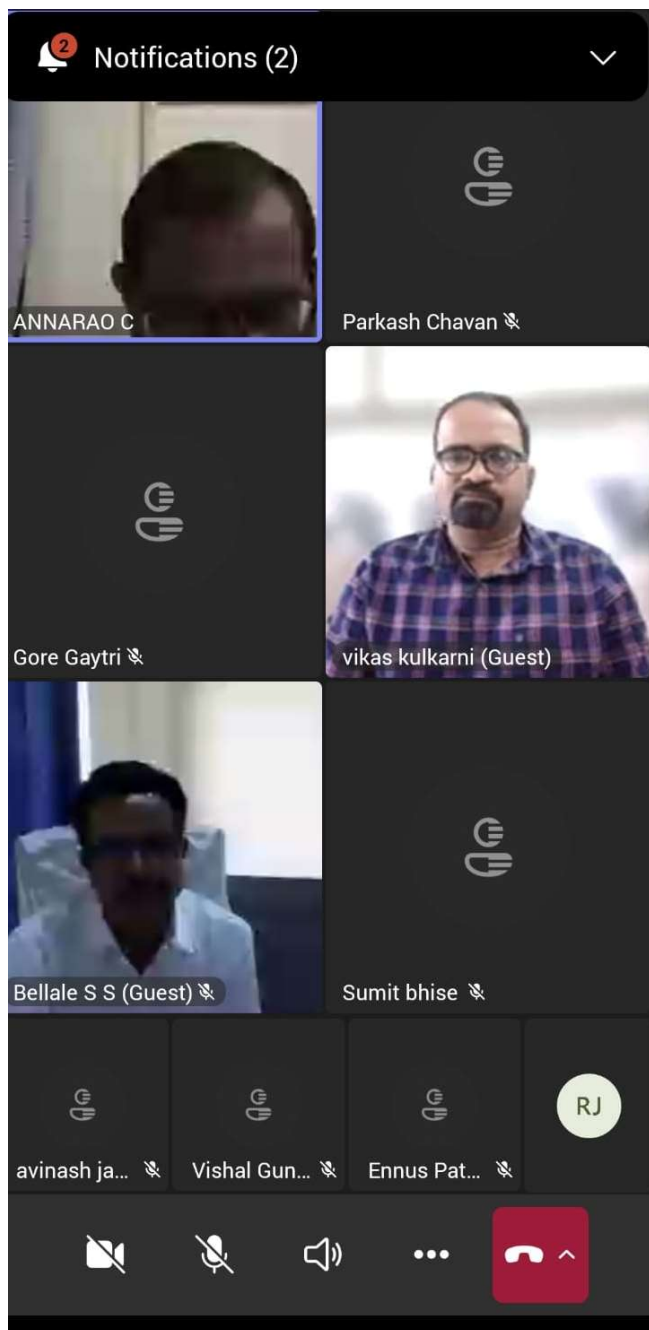 2
Notifications (2)
ANNARAO C
Parkash Chavan
Gore Gaytri
vikas kulkarni (Guest)
Bellale S S (Guest)
Sumit bhise
avinash ja...
Vishal Gun...
Ennus Pat...
RJ